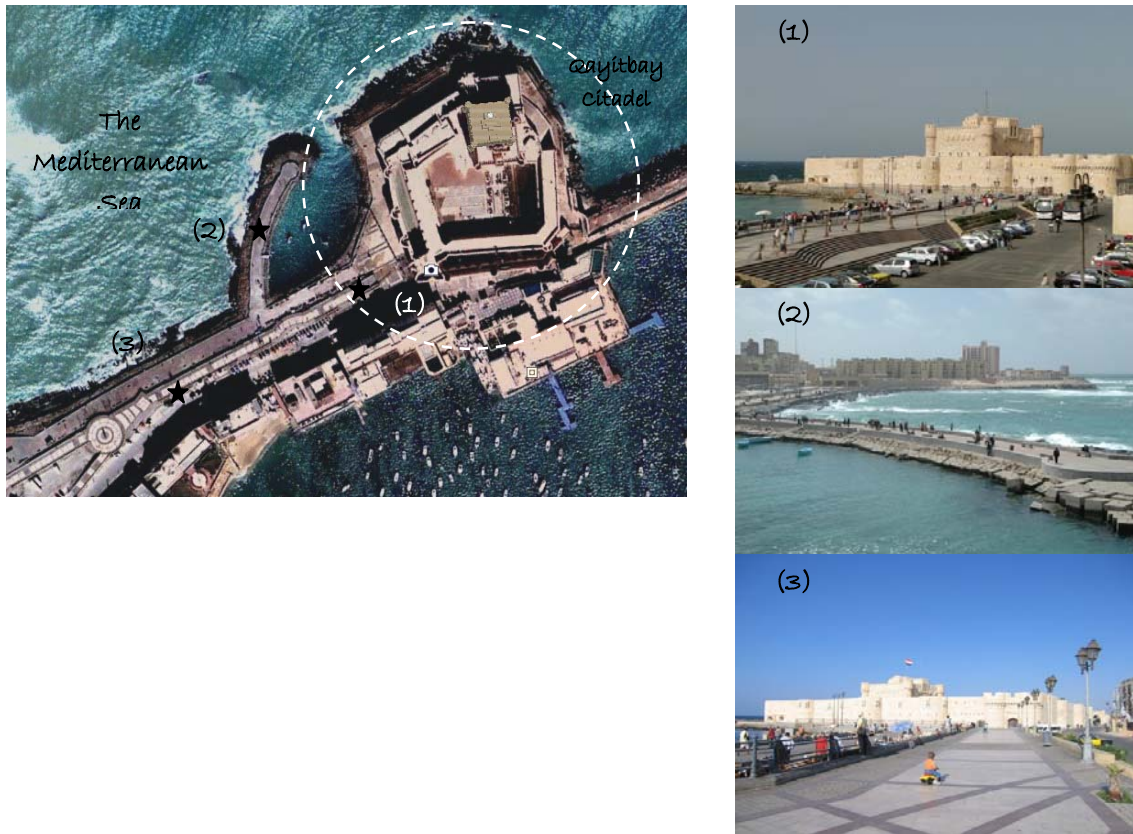 The
Mediterranean
Sea
Qayitbay
Citadel
(2)
(1)
(3)
(1)
(2)
(3)